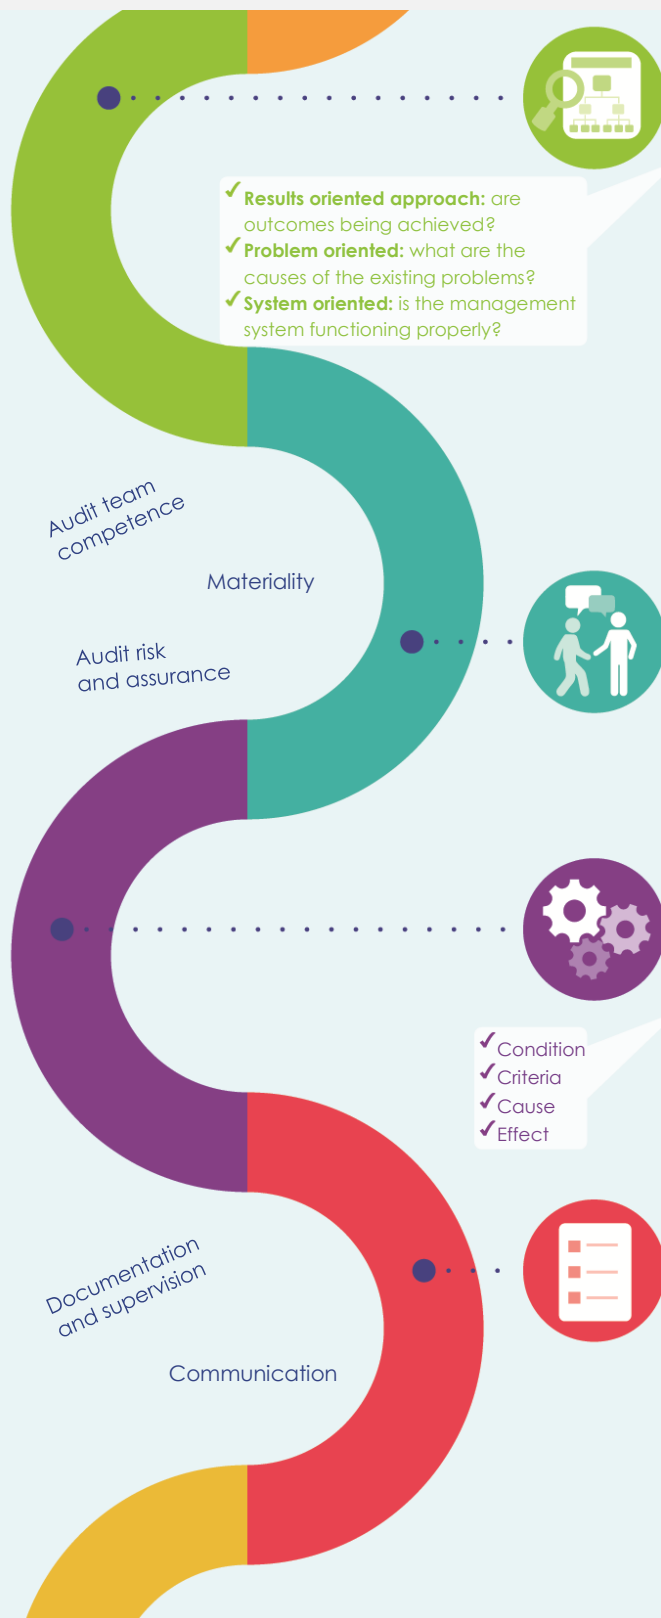 ✓Results oriented approach: are
outcomes being achieved?
✓Problem oriented: what are the
causes of the existing problems?
✓System oriented: is the management
system functioning properly?
Audit team
competence
Materiality
Audit risk
and assurance
✓Condition
✓Criteria
✓Cause
✓Effect
Documentation
and supervision
Communication